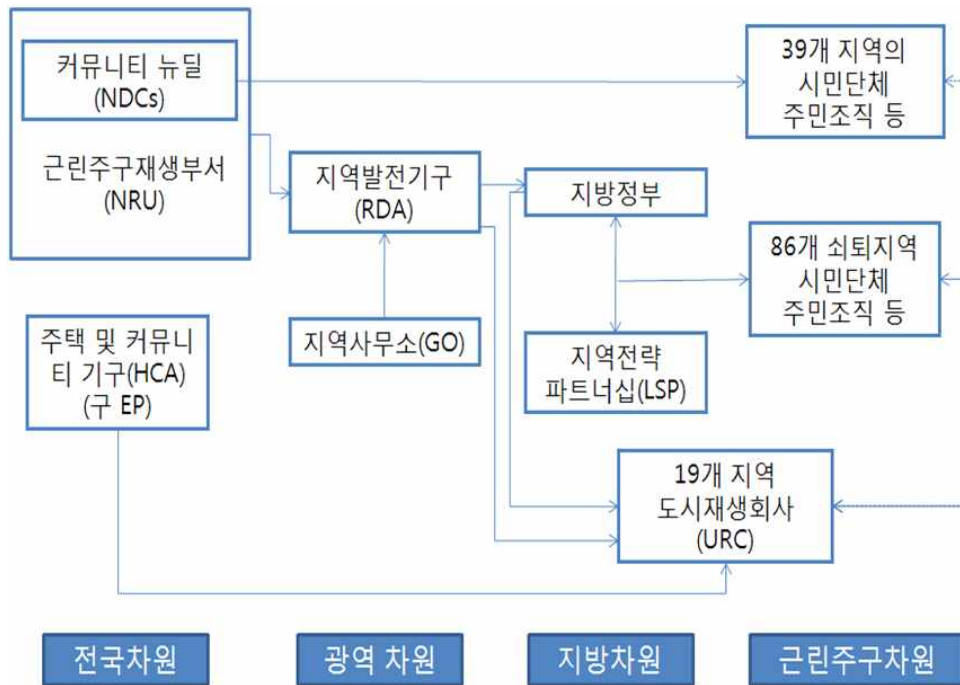 커뮤니티 뉴딜
(NDCs)
근린주구재생부서
(NRU)
주택 및 커뮤니
티 기구(HCA)
(구 EP)
지역발전기구
(RDA)
지역사무소(GO)
지방정부
지역전략
파트너십(LSP)
19개 지역
도시재생회사
(URC)
39개 지역의
시민단체
주민조직 등
86개 쇠퇴지역
시민단체
주민조직 등
전국차원
광역 차원
지방차원
근린주구차원